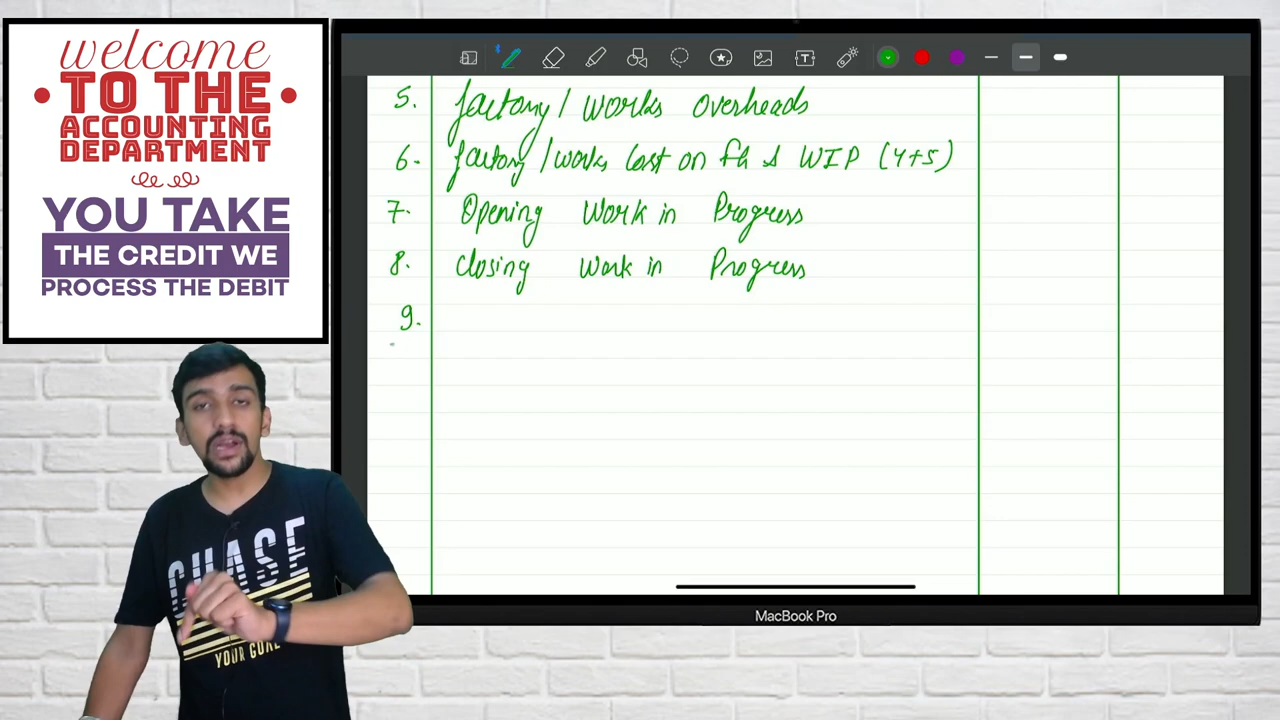 welcome
TO THE
ACCOUNTING
DEPARTMENT
YOU TAKE
THE CREDIT WE
PROCESS THE DEBIT
5. factory / works overheads
6. factory / works Cost on fh & WIP (4+5)
7. Opening Work in Progress
8. Closing Work in Progress
9.
CHASE
YOUR GOAL
MacBook Pro